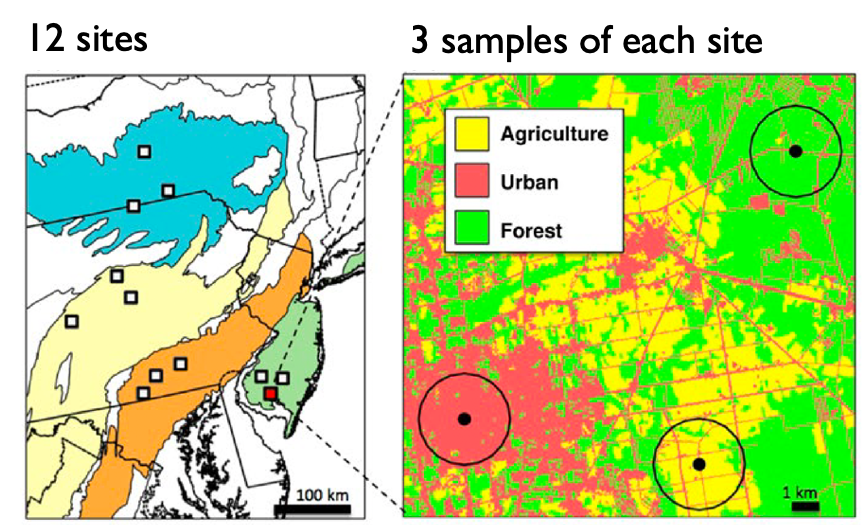 12 sites
3 samples of each site
Agriculture
Urban
Forest
100 km
1 km